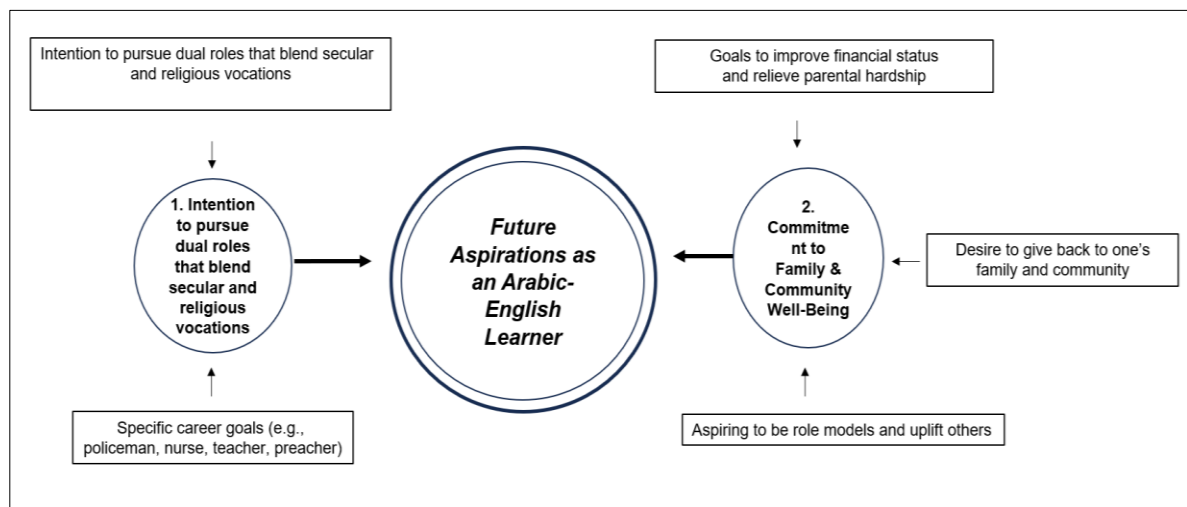 Intention to pursue dual roles that blend secular
and religious vocations
Goals to improve financial status
and relieve parental hardship
1. Intention
to pursue
dual roles
that blend
secular and
religious
vocations
Future
Aspirations as
an Arabic-
English
Learner
2.
Commitme
nt to
Family &
Community
Well-Being
Desire to give back to one's
family and community
Specific career goals (e.g.,
policeman, nurse, teacher, preacher)
Aspiring to be role models and uplift others